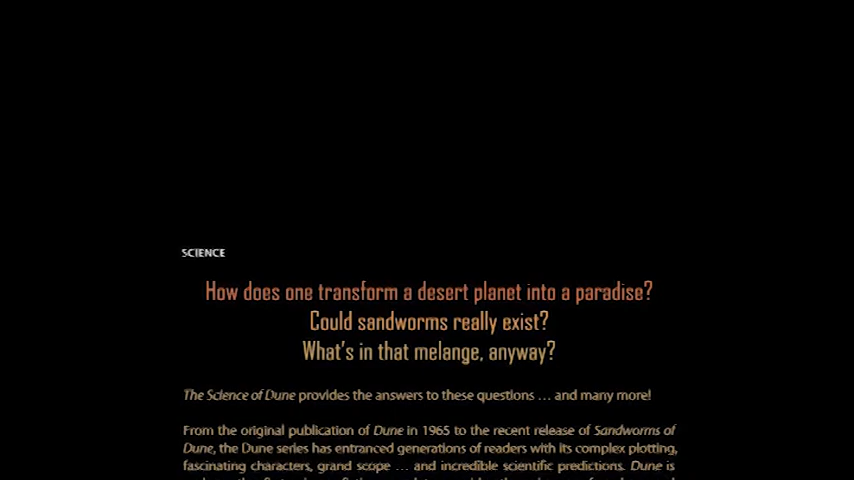 SCIENCE
How does one transform a desert planet into a paradise?
Could sandworms really exist?
What's in that melange, anyway?
The Science of Dune provides the answers to these questions … and many more!
From the original publication of Dune in 1965 to the recent release of Sandworms of
Dune, the Dune series has entranced generations of readers with its complex plotting,
fascinating characters, grand scope … and incredible scientific predictions. Dune is